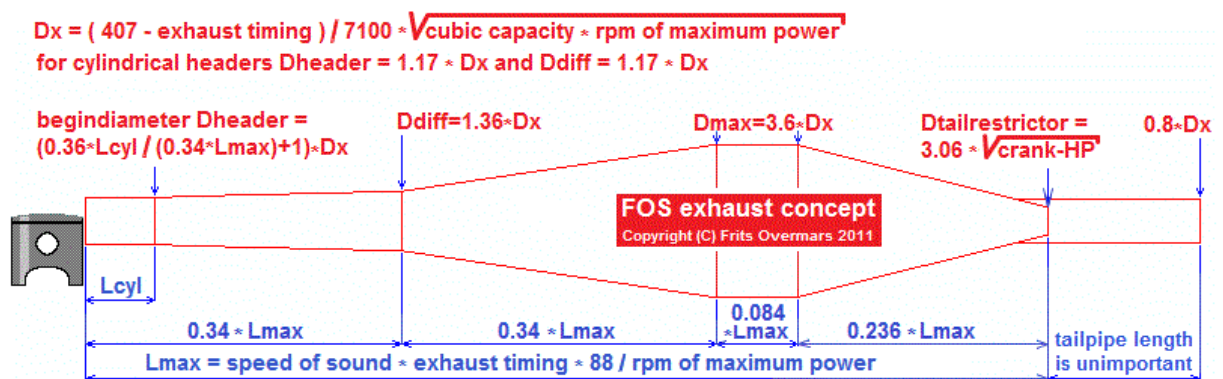 Dx = ( 407 - exhaust timing ) / 7100 * √cubic capacity * rpm of maximum power
for cylindrical headers Dheader = 1.17 * Dx and Ddiff = 1.17 * Dx
begindiameter Dheader =
(0.36*Lcyl / (0.34*Lmax)+1)*Dx
Ddiff=1.36*Dx
Dmax=3.6*Dx
Dtailrestrictor =
3.06 * √crank-HP
0.8*Dx
FOS exhaust concept
Copyright (C) Frits Overmars 2011
Lcyl
0.34 * Lmax
0.34 * Lmax
0.084
*Lmax
0.236 * Lmax
tailpipe length
is unimportant
Lmax = speed of sound * exhaust timing * 88 / rpm of maximum power